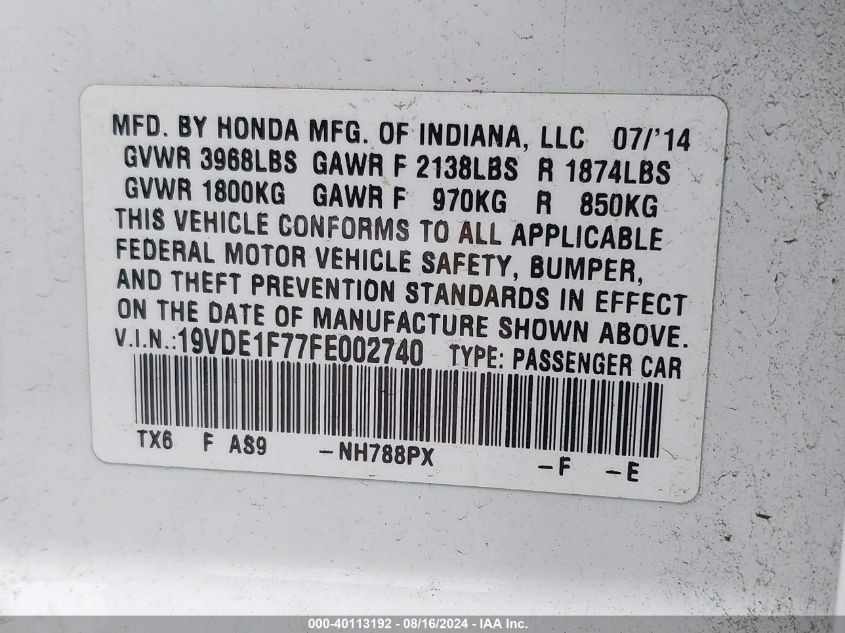 MFD. BY HONDA MFG. OF INDIANA, LLC 07/'14
GVWR 3968LBS GAWR F 2138LBS R 1874LBS
GVWR 1800KG GAWR F 970KG R 850KG
THIS VEHICLE CONFORMS TO ALL APPLICABLE
FEDERAL MOTOR VEHICLE SAFETY, BUMPER,
AND THEFT PREVENTION STANDARDS IN EFFECT
ON THE DATE OF MANUFACTURE SHOWN ABOVE.
V.I.N.:19VDE1F77FE002740 TYPE: PASSENGER CAR
TX6 F AS9 -NH788PX -F -E
000-40113192 - 08/16/2024 - IAA Inc.